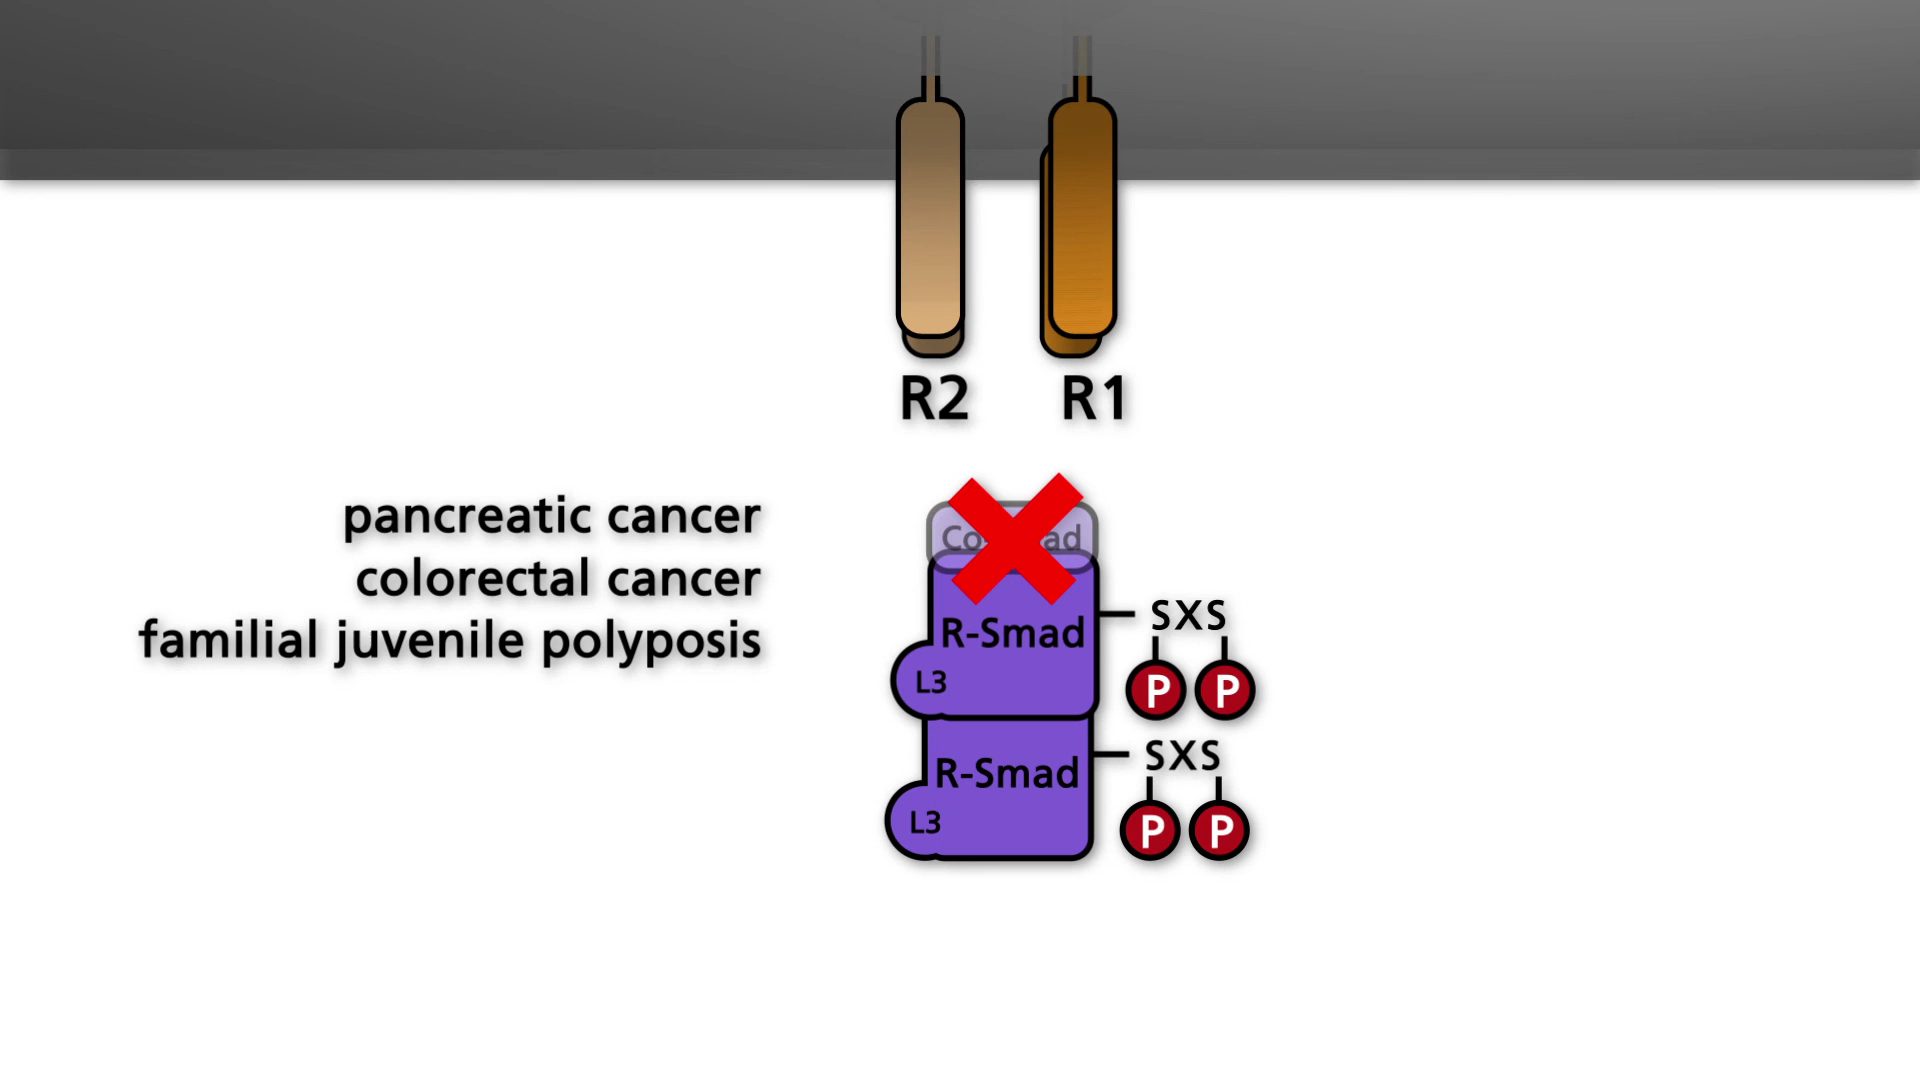 R2 R1
pancreatic cancer
colorectal cancer
familial juvenile polyposis
R-Smad
L3
SXS
P P
R-Smad
L3
SXS
P P